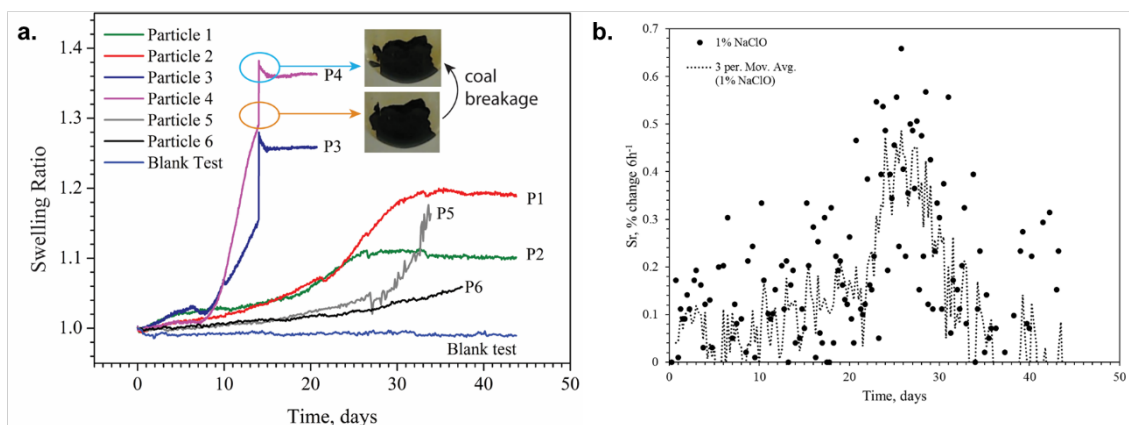 a.
Swelling Ratio
1.4
1.3
1.2
1.1
1.0
Particle 1
Particle 2
Particle 3
Particle 4
Particle 5
Particle 6
Blank Test
P4
P3
coal
breakage
P1
P5
P2
P6
Blank test
0
10
20
30
40
50
Time, days
b.
Sr, % change 6h⁻¹
0.7
0.6
0.5
0.4
0.3
0.2
0.1
0
1% NaClO
3 per. Mov. Avg.
(1% NaClO)
0
10
20
30
40
50
Time, days